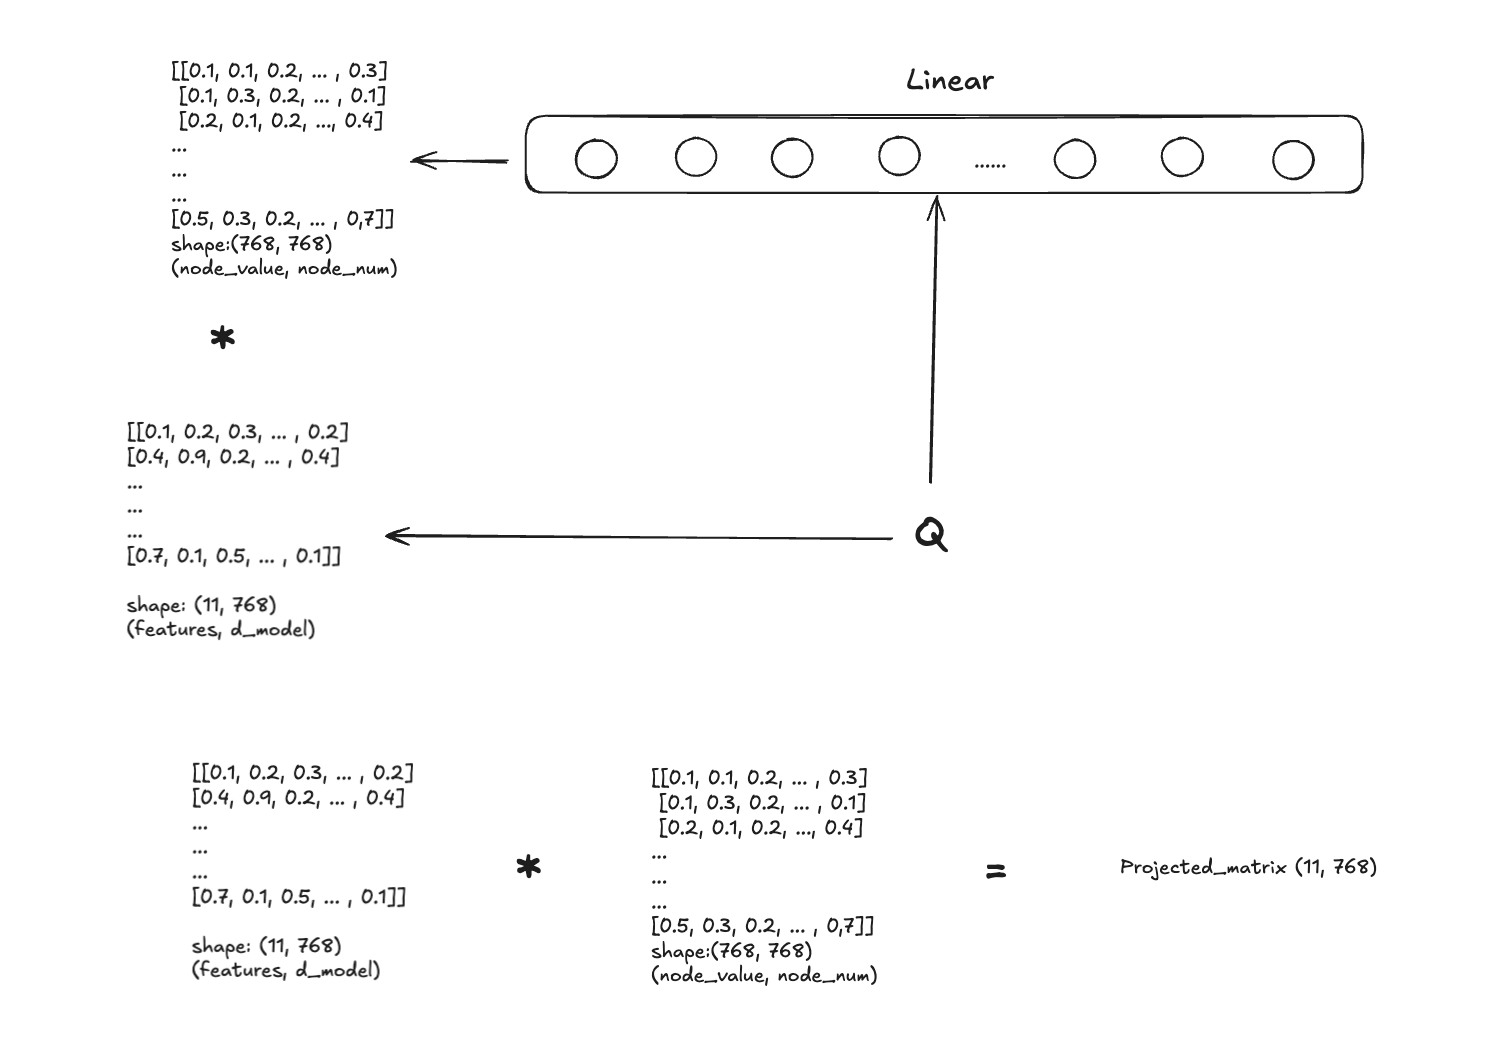 [[0.1, 0.1, 0.2, ... , 0.3]
[0.1, 0.3, 0.2, ... , 0.1]
[0.2, 0.1, 0.2, ..., 0.4]
...
...
...
[0.5, 0.3, 0.2, ... , 0,7]]
shape:(768, 768)
(node_value, node_num)
Linear
......
*
[[0.1, 0.2, 0.3, ... , 0.2]
[0.4, 0.9, 0.2, ... , 0.4]
...
...
...
[0.7, 0.1, 0.5, ... , 0.1]]
shape: (11, 768)
(features, d_model)
Q
[[0.1, 0.2, 0.3, ... , 0.2]
[0.4, 0.9, 0.2, ... , 0.4]
...
...
...
[0.7, 0.1, 0.5, ... , 0.1]]
shape: (11, 768)
(features, d_model)
*
[[0.1, 0.1, 0.2, ... , 0.3]
[0.1, 0.3, 0.2, ... , 0.1]
[0.2, 0.1, 0.2, ..., 0.4]
...
...
...
[0.5, 0.3, 0.2, ... , 0,7]]
shape:(768, 768)
(node_value, node_num)
=
Projected_matrix (11, 768)